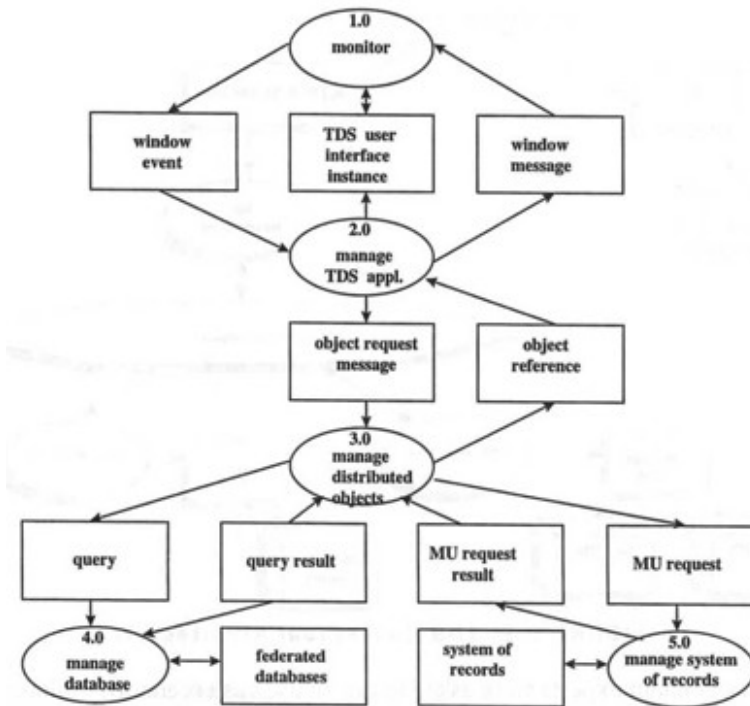 1.0
monitor
window
event
TDS user
interface
instance
window
message
2.0
manage
TDS appl.
object request
message
object
reference
3.0
manage
distributed
objects
query
query result
MU request
result
MU request
4.0
manage
database
federated
databases
system of
records
5.0
manage system
of records